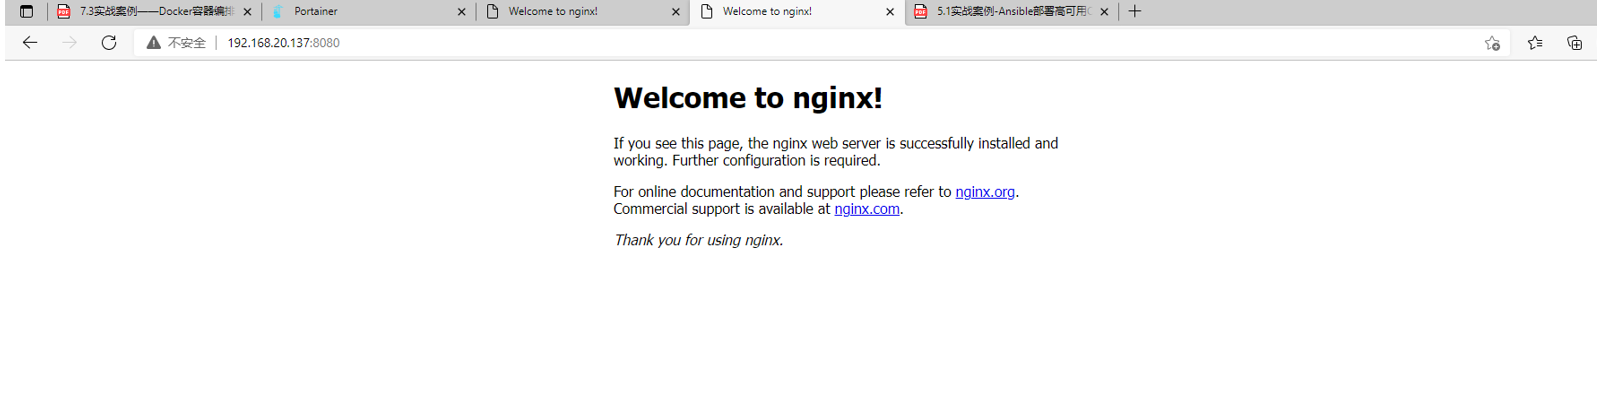 7.3实战案例——Docker容器编排
Portainer
Welcome to nginx!
Welcome to nginx!
5.1实战案例-Ansible部署高可用
不安全 192.168.20.137:8080
Welcome to nginx!
If you see this page, the nginx web server is successfully installed and
working. Further configuration is required.
For online documentation and support please refer to nginx.org.
Commercial support is available at nginx.com.
Thank you for using nginx.